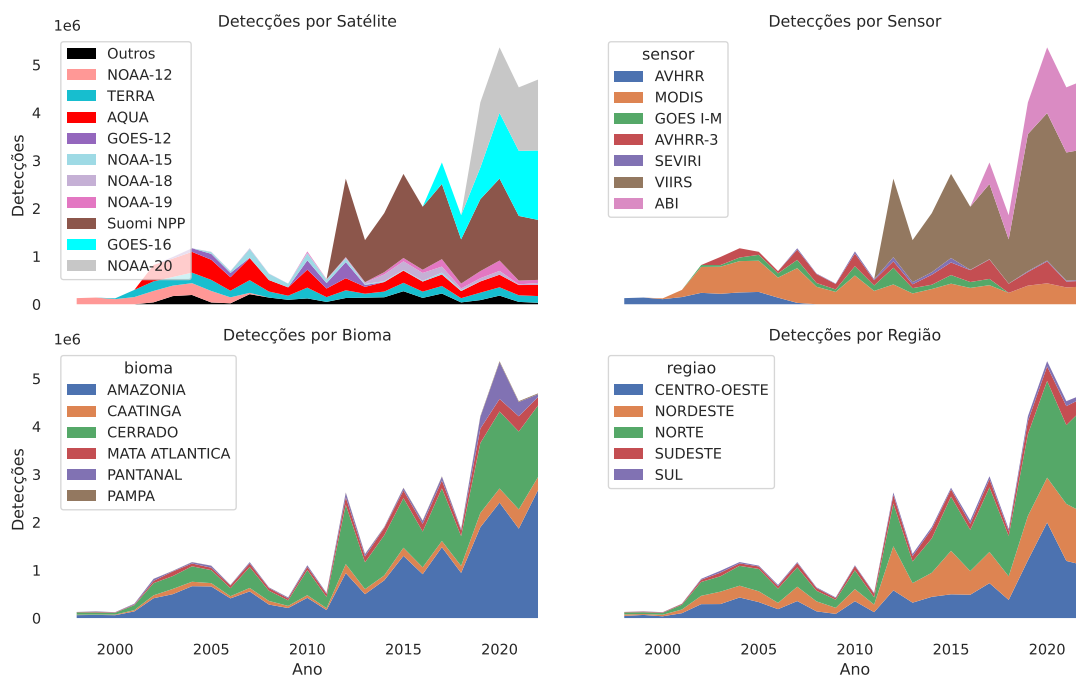 Detecções por Satélite
1e6
5
4
3
2
1
0
Detecções
Outros
NOAA-12
TERRA
AQUA
GOES-12
NOAA-15
NOAA-18
NOAA-19
Suomi NPP
GOES-16
NOAA-20
Detecções por Sensor
sensor
AVHRR
MODIS
GOES I-M
AVHRR-3
SEVIRI
VIIRS
ABI
Detecções por Bioma
1e6
5
4
3
2
1
0
Detecções
bioma
AMAZONIA
CAATINGA
CERRADO
MATA ATLANTICA
PANTANAL
PAMPA
2000 2005 2010 2015 2020
Ano
Detecções por Região
regiao
CENTRO-OESTE
NORDESTE
NORTE
SUDESTE
SUL
2000 2005 2010 2015 2020
Ano